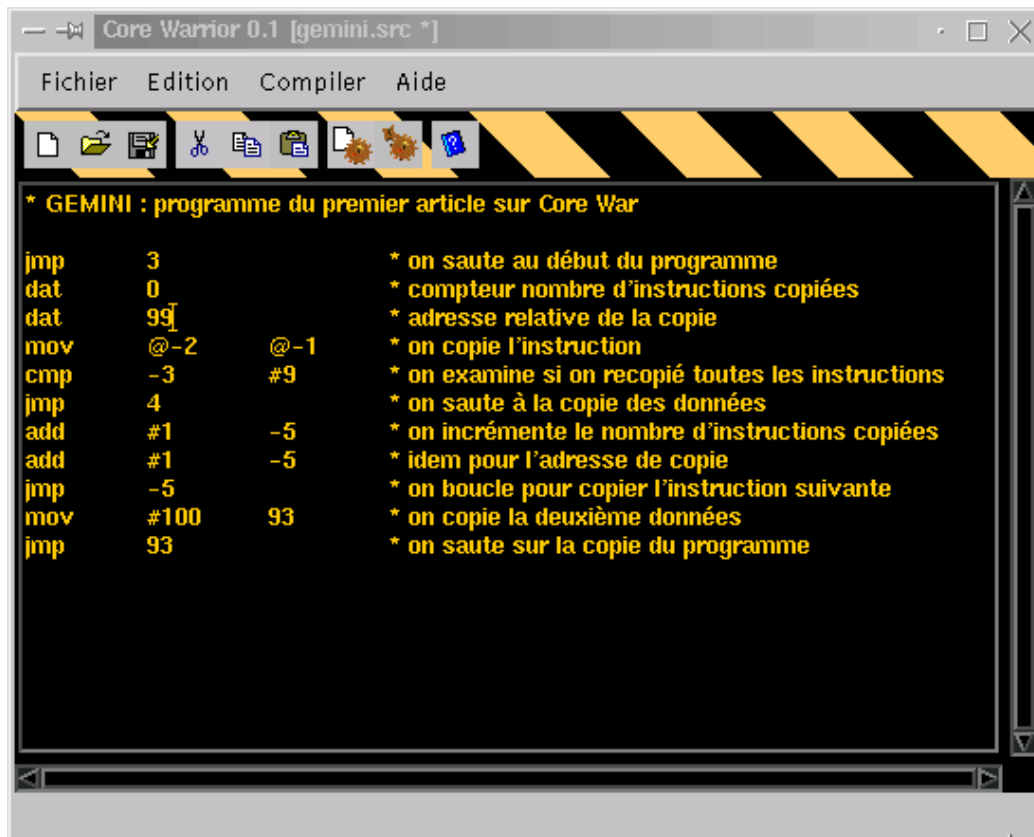 Core Warrior 0.1 [gemini.src *]
Fichier Edition Compiler Aide
* GEMINI : programme du premier article sur Core War
jmp 3 * on saute au début du programme
dat 0 * compteur nombre d'instructions copiées
dat 99 * adresse relative de la copie
mov @-2 @-1 * on copie l'instruction
cmp -3 #9 * on examine si on recopié toutes les instructions
jmp 4 * on saute à la copie des données
add #1 -5 * on incrémente le nombre d'instructions copiées
add #1 -5 * idem pour l'adresse de copie
jmp -5 * on boucle pour copier l'instruction suivante
mov #100 93 * on copie la deuxième données
jmp 93 * on saute sur la copie du programme